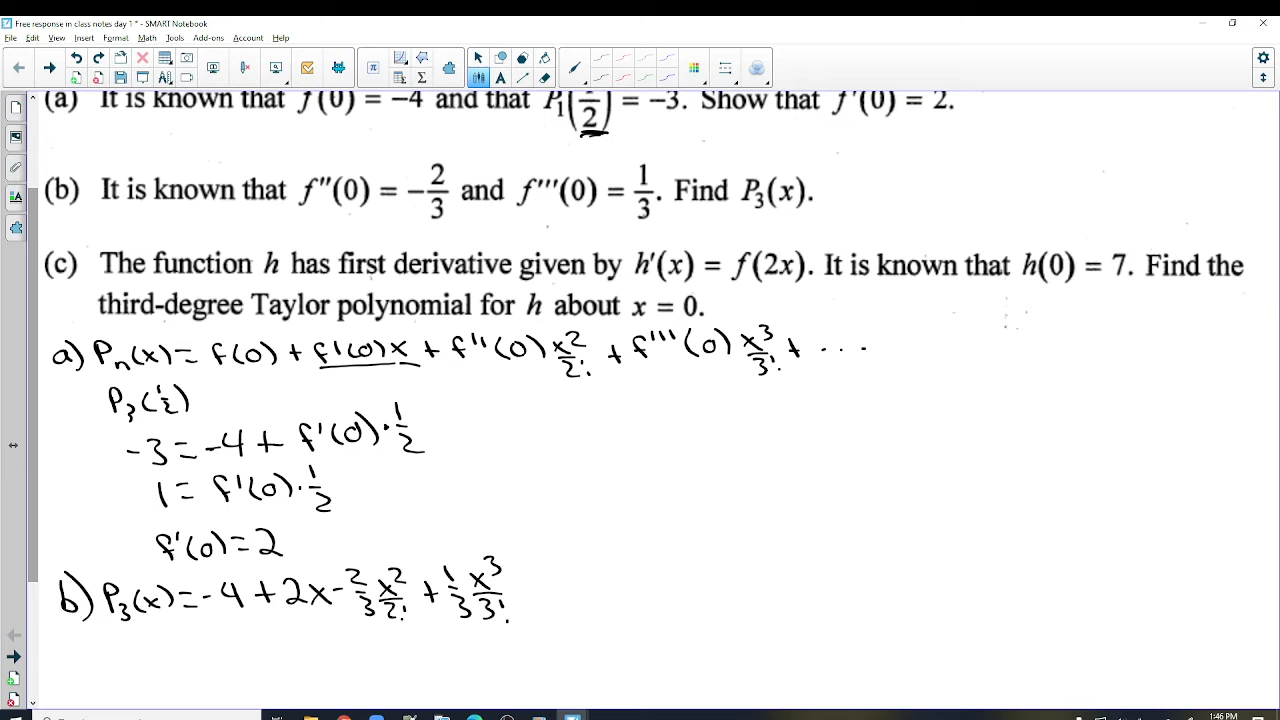 Free response in class notes day 1 * - SMART Notebook
File Edit View Insert Format Math Tools Add-ons Account Help
(a) It is known that f(0) = −4 and that P₁(1/2) = −3. Show that f′(0) = 2.
(b) It is known that f″(0) = −2/3 and f‴(0) = 1/3. Find P₃(x).
(c) The function h has first derivative given by h′(x) = f(2x). It is known that h(0) = 7. Find the
third-degree Taylor polynomial for h about x = 0.
a) Pₙ(x) = f(0) + f'(0)x + f''(0) x²/2! + f'''(0) x³/3! + ...
P₃(1/2)
-3 = -4 + f'(0) · 1/2
1 = f'(0) · 1/2
f'(0) = 2
b) P₃(x) = -4 + 2x - 2/3 x²/2! + 1/3 x³/3!
1:46 PM